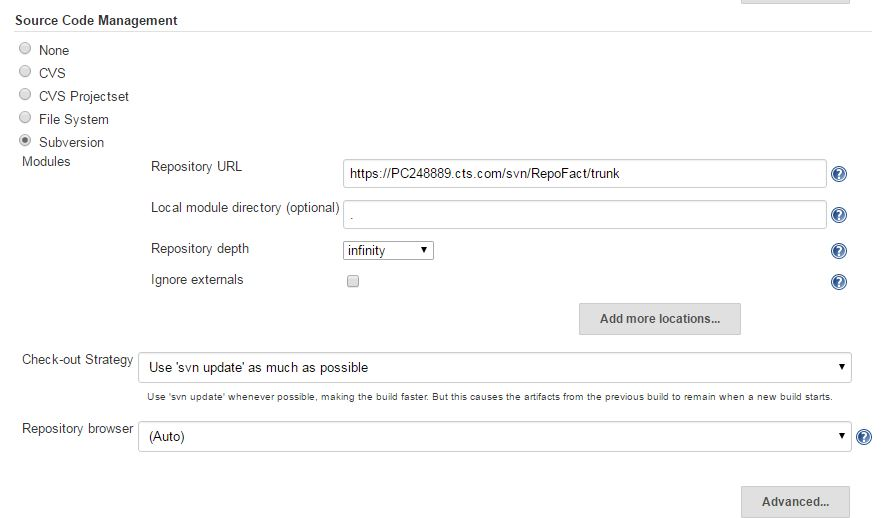 Source Code Management
None
CVS
CVS Projectset
File System
Subversion
Modules
Repository URL
https://PC248889.cts.com/svn/RepoFact/trunk
?
Local module directory (optional)
.
?
Repository depth
infinity
?
Ignore externals
?
Add more locations...
Check-out Strategy
Use 'svn update' as much as possible
Use 'svn update' whenever possible, making the build faster. But this causes the artifacts from the previous build to remain when a new build starts.
Repository browser
(Auto)
?
Advanced...